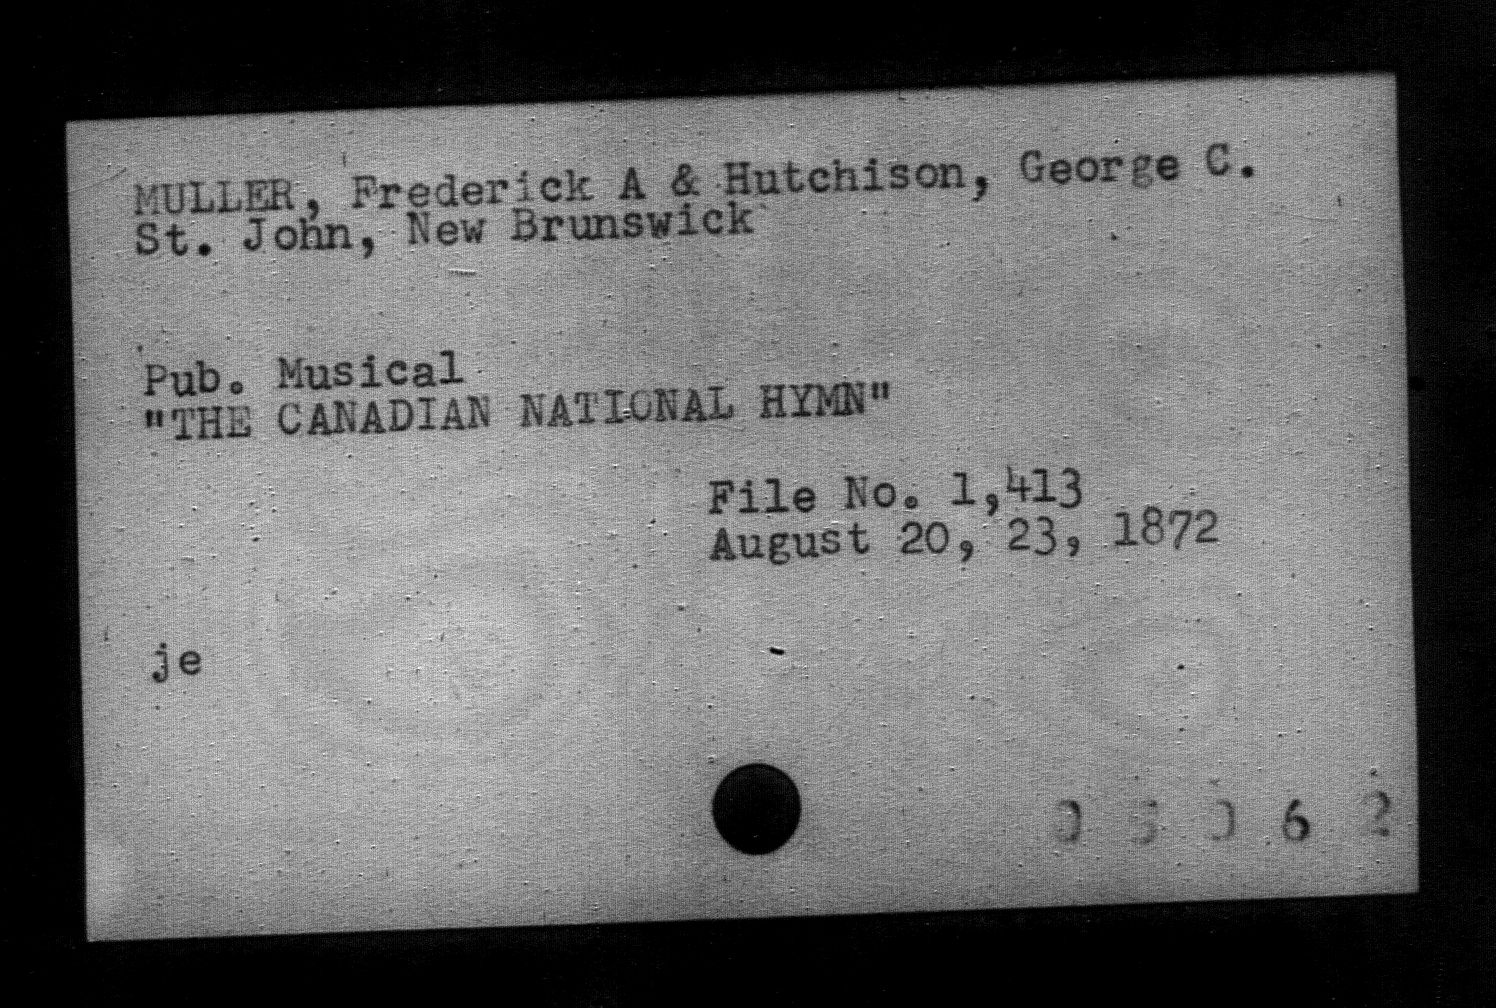 MULLER, Frederick A & Hutchison, George C.
St. John, New Brunswick
Pub. Musical
"THE CANADIAN NATIONAL HYMN"
File No. 1,413
August 20, 23, 1872
je